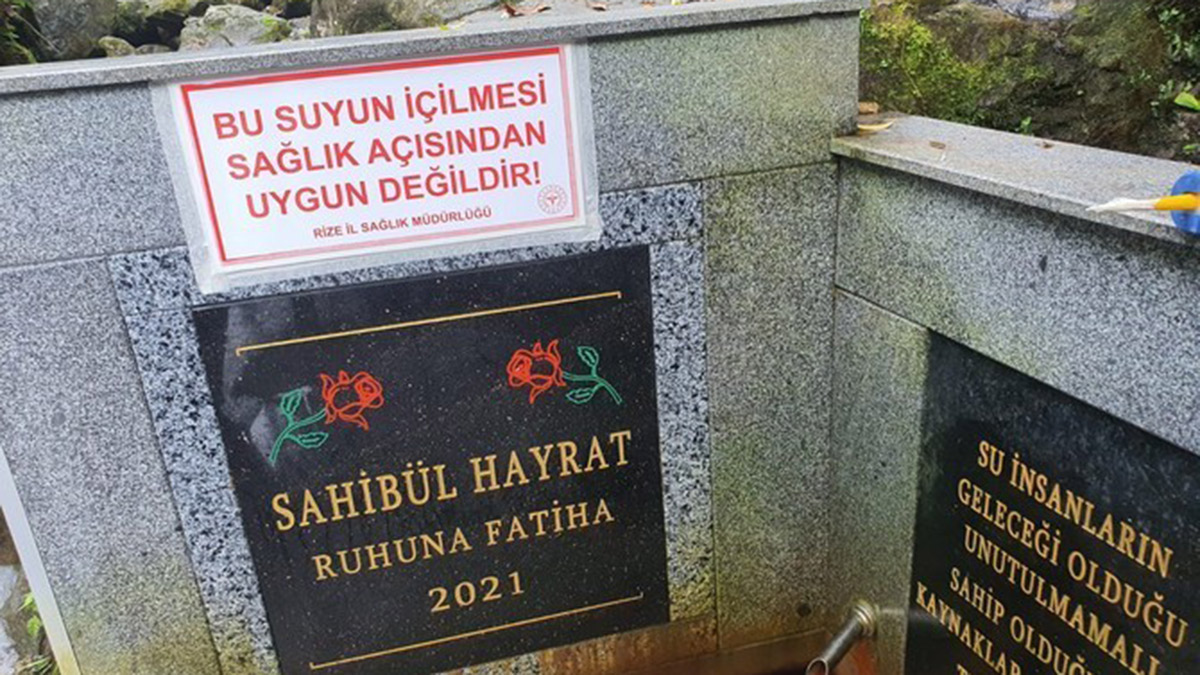 BU SUYUN İÇİLMESİ
SAĞLIK AÇISINDAN
UYGUN DEĞİLDİR!
RİZE İL SAĞLIK MÜDÜRLÜĞÜ
SAHİBÜL HAYRAT
RUHUNA FATİHA
2021
SU İNSANLARIN
GELECEĞİ OLDUĞU
UNUTULMAMALI
SAHİP OLDUĞU
KAYNAKLAR